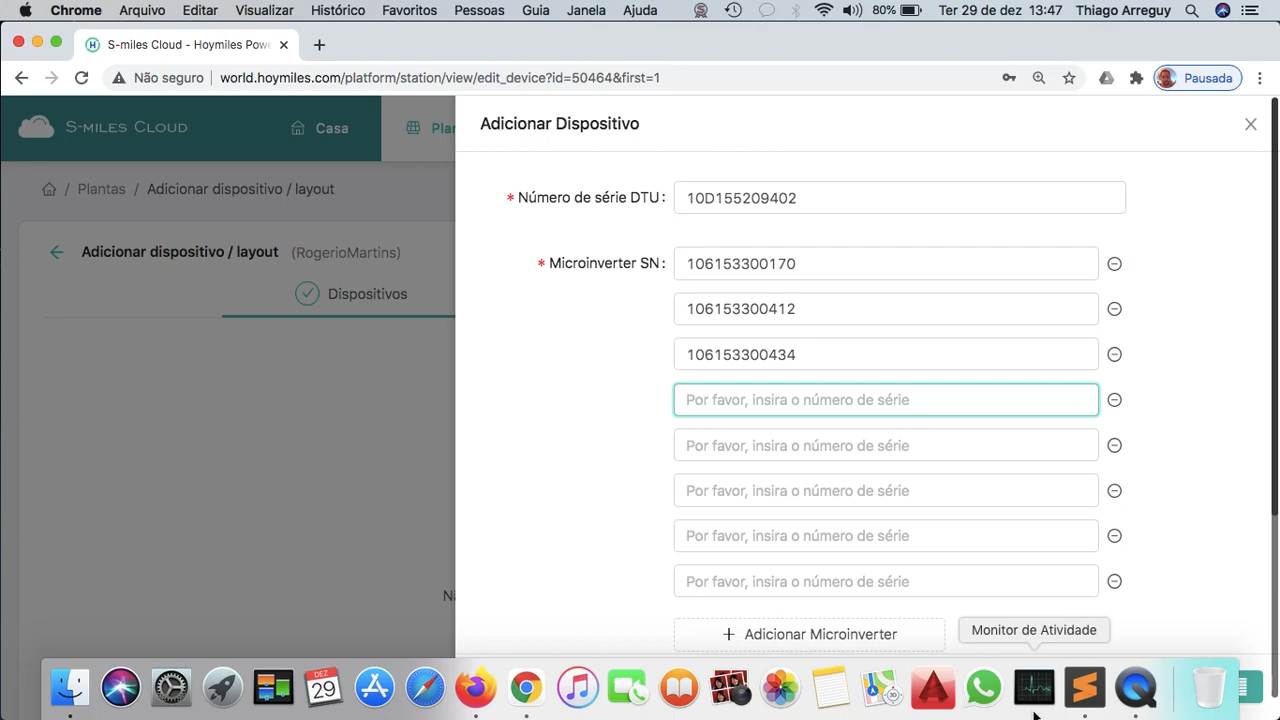 Chrome Arquivo Editar Visualizar Histórico Favoritos Pessoas Guia Janela Ajuda 80% Ter 29 de dez 13:47 Thiago Arreguy
S-miles Cloud - Hoymiles Powe
Não seguro world.hoymiles.com/platform/station/view/edit_device?id=50464&first=1 Pausada
S-MILES CLOUD Casa Plan
Adicionar Dispositivo
Plantas / Adicionar dispositivo / layout
* Número de série DTU: 10D155209402
Adicionar dispositivo / layout (RogerioMartins)
* Microinverter SN: 106153300170
Dispositivos
106153300412
106153300434
Por favor, insira o número de série
Por favor, insira o número de série
Por favor, insira o número de série
Por favor, insira o número de série
Por favor, insira o número de série
+ Adicionar Microinverter
Monitor de Atividade
DEZ
29
3D